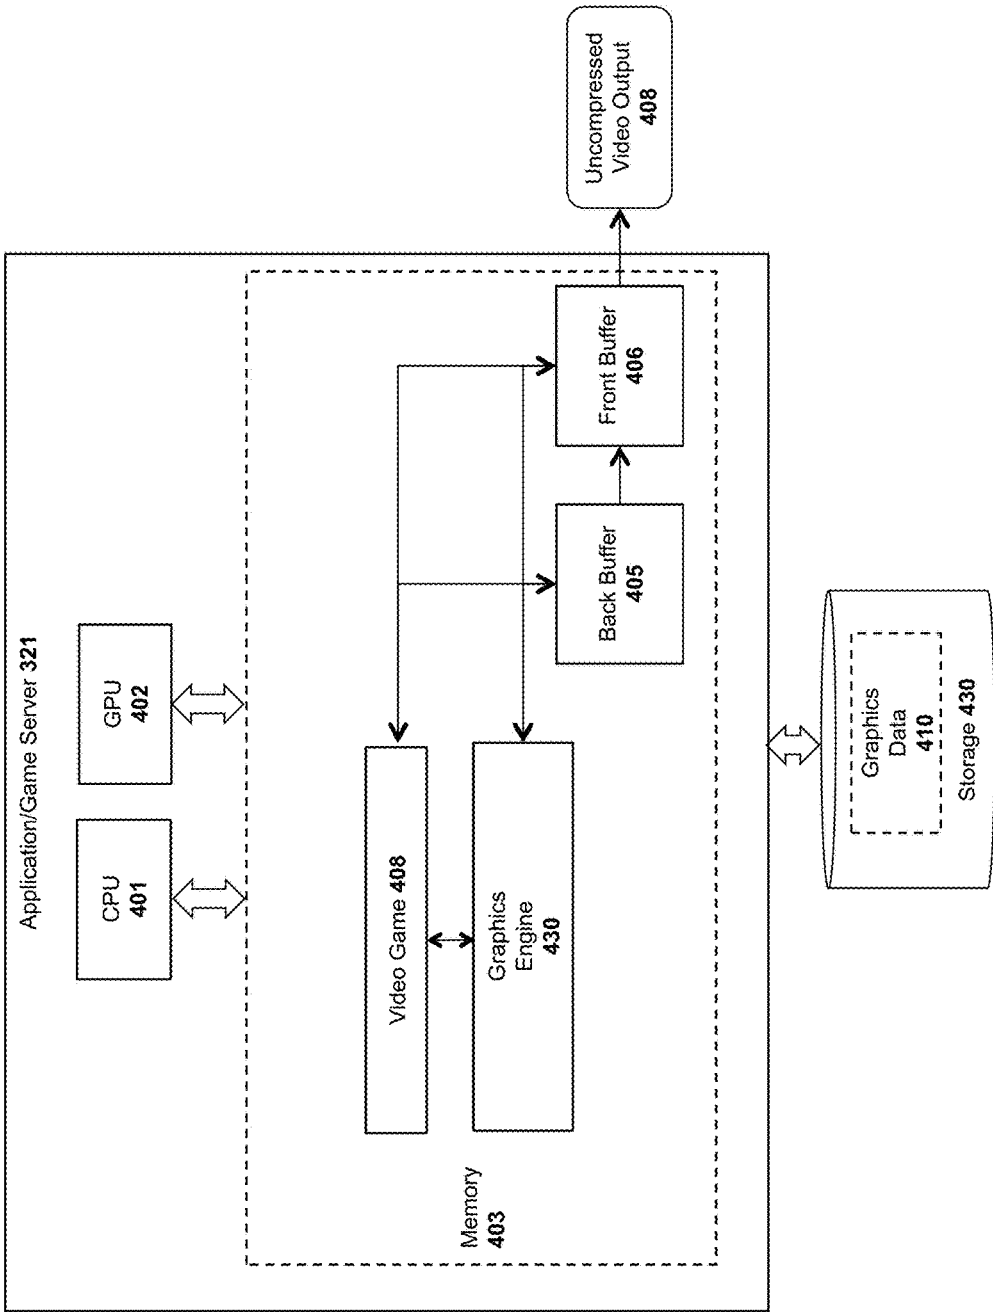 Application/Game Server 321
CPU
401
GPU
402
Memory
403
Video Game 408
Graphics
Engine
430
Back Buffer
405
Front Buffer
406
Uncompressed
Video Output
408
Graphics
Data
410
Storage 430